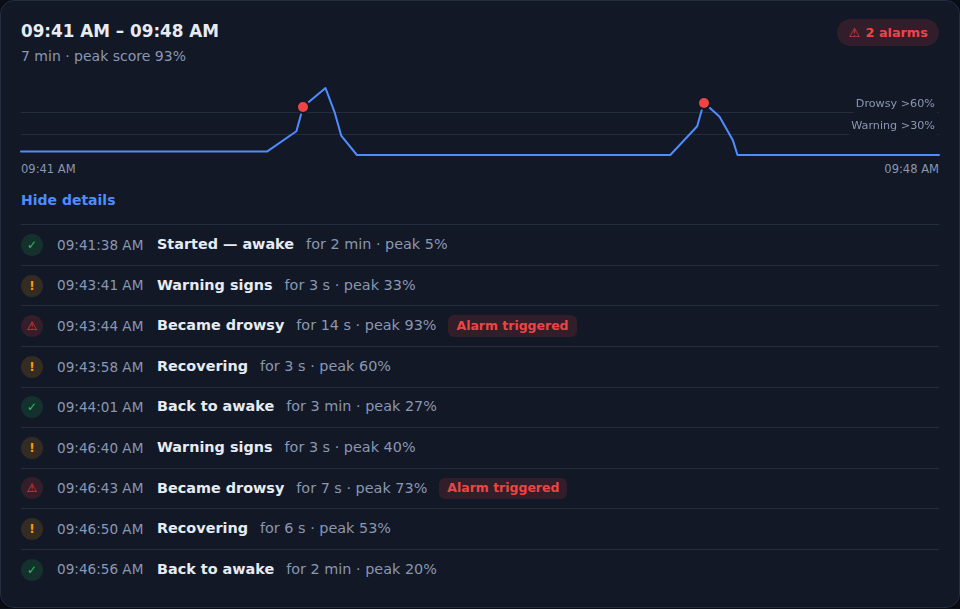 09:41 AM – 09:48 AM
⚠ 2 alarms
7 min · peak score 93%
Drowsy >60%
Warning >30%
09:41 AM
09:48 AM
Hide details
✓ 09:41:38 AM Started — awake for 2 min · peak 5%
! 09:43:41 AM Warning signs for 3 s · peak 33%
⚠ 09:43:44 AM Became drowsy for 14 s · peak 93% Alarm triggered
! 09:43:58 AM Recovering for 3 s · peak 60%
✓ 09:44:01 AM Back to awake for 3 min · peak 27%
! 09:46:40 AM Warning signs for 3 s · peak 40%
⚠ 09:46:43 AM Became drowsy for 7 s · peak 73% Alarm triggered
! 09:46:50 AM Recovering for 6 s · peak 53%
✓ 09:46:56 AM Back to awake for 2 min · peak 20%